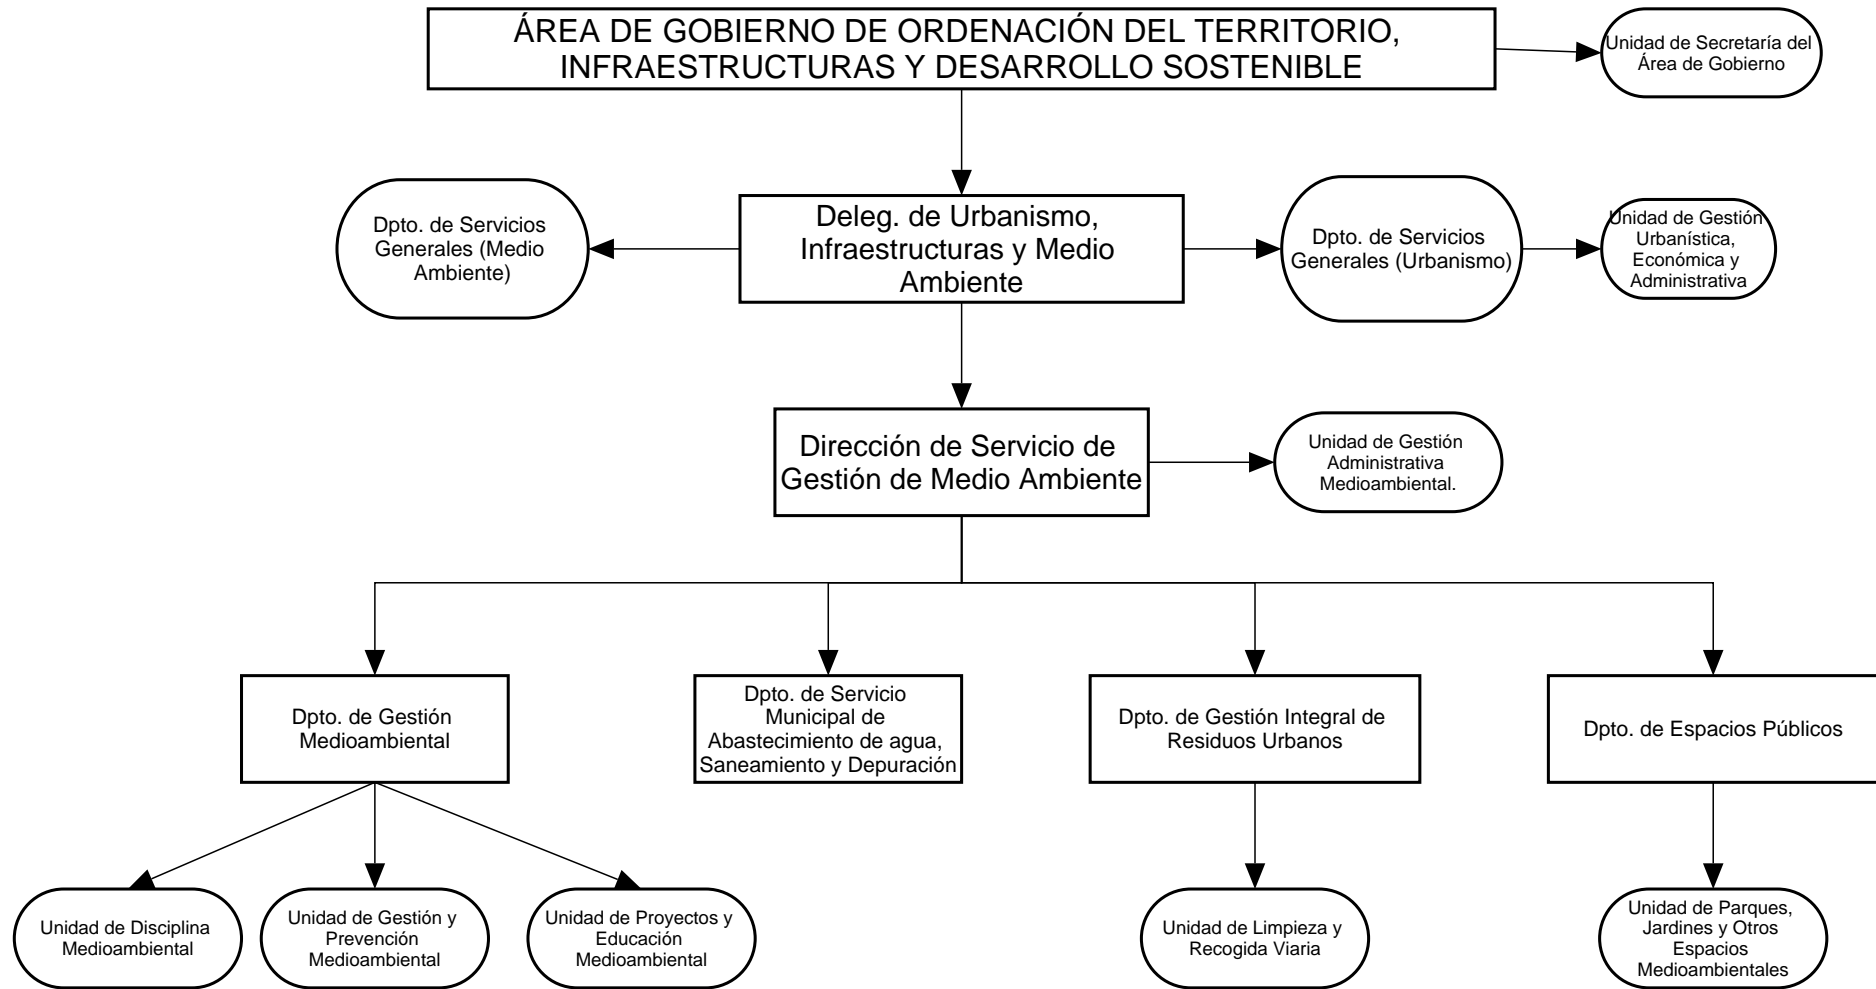 ÁREA DE GOBIERNO DE ORDENACIÓN DEL TERRITORIO,
INFRAESTRUCTURAS Y DESARROLLO SOSTENIBLE
Unidad de Secretaría del
Área de Gobierno
Dpto. de Servicios
Generales (Medio
Ambiente)
Deleg. de Urbanismo,
Infraestructuras y Medio
Ambiente
Dpto. de Servicios
Generales (Urbanismo)
Unidad de Gestión
Urbanística,
Económica y
Administrativa
Dirección de Servicio de
Gestión de Medio Ambiente
Unidad de Gestión
Administrativa
Medioambiental.
Dpto. de Gestión
Medioambiental
Dpto. de Servicio
Municipal de
Abastecimiento de agua,
Saneamiento y Depuración
Dpto. de Gestión Integral de
Residuos Urbanos
Dpto. de Espacios Públicos
Unidad de Disciplina
Medioambiental
Unidad de Gestión y
Prevención
Medioambiental
Unidad de Proyectos y
Educación
Medioambiental
Unidad de Limpieza y
Recogida Viaria
Unidad de Parques,
Jardines y Otros
Espacios
Medioambientales